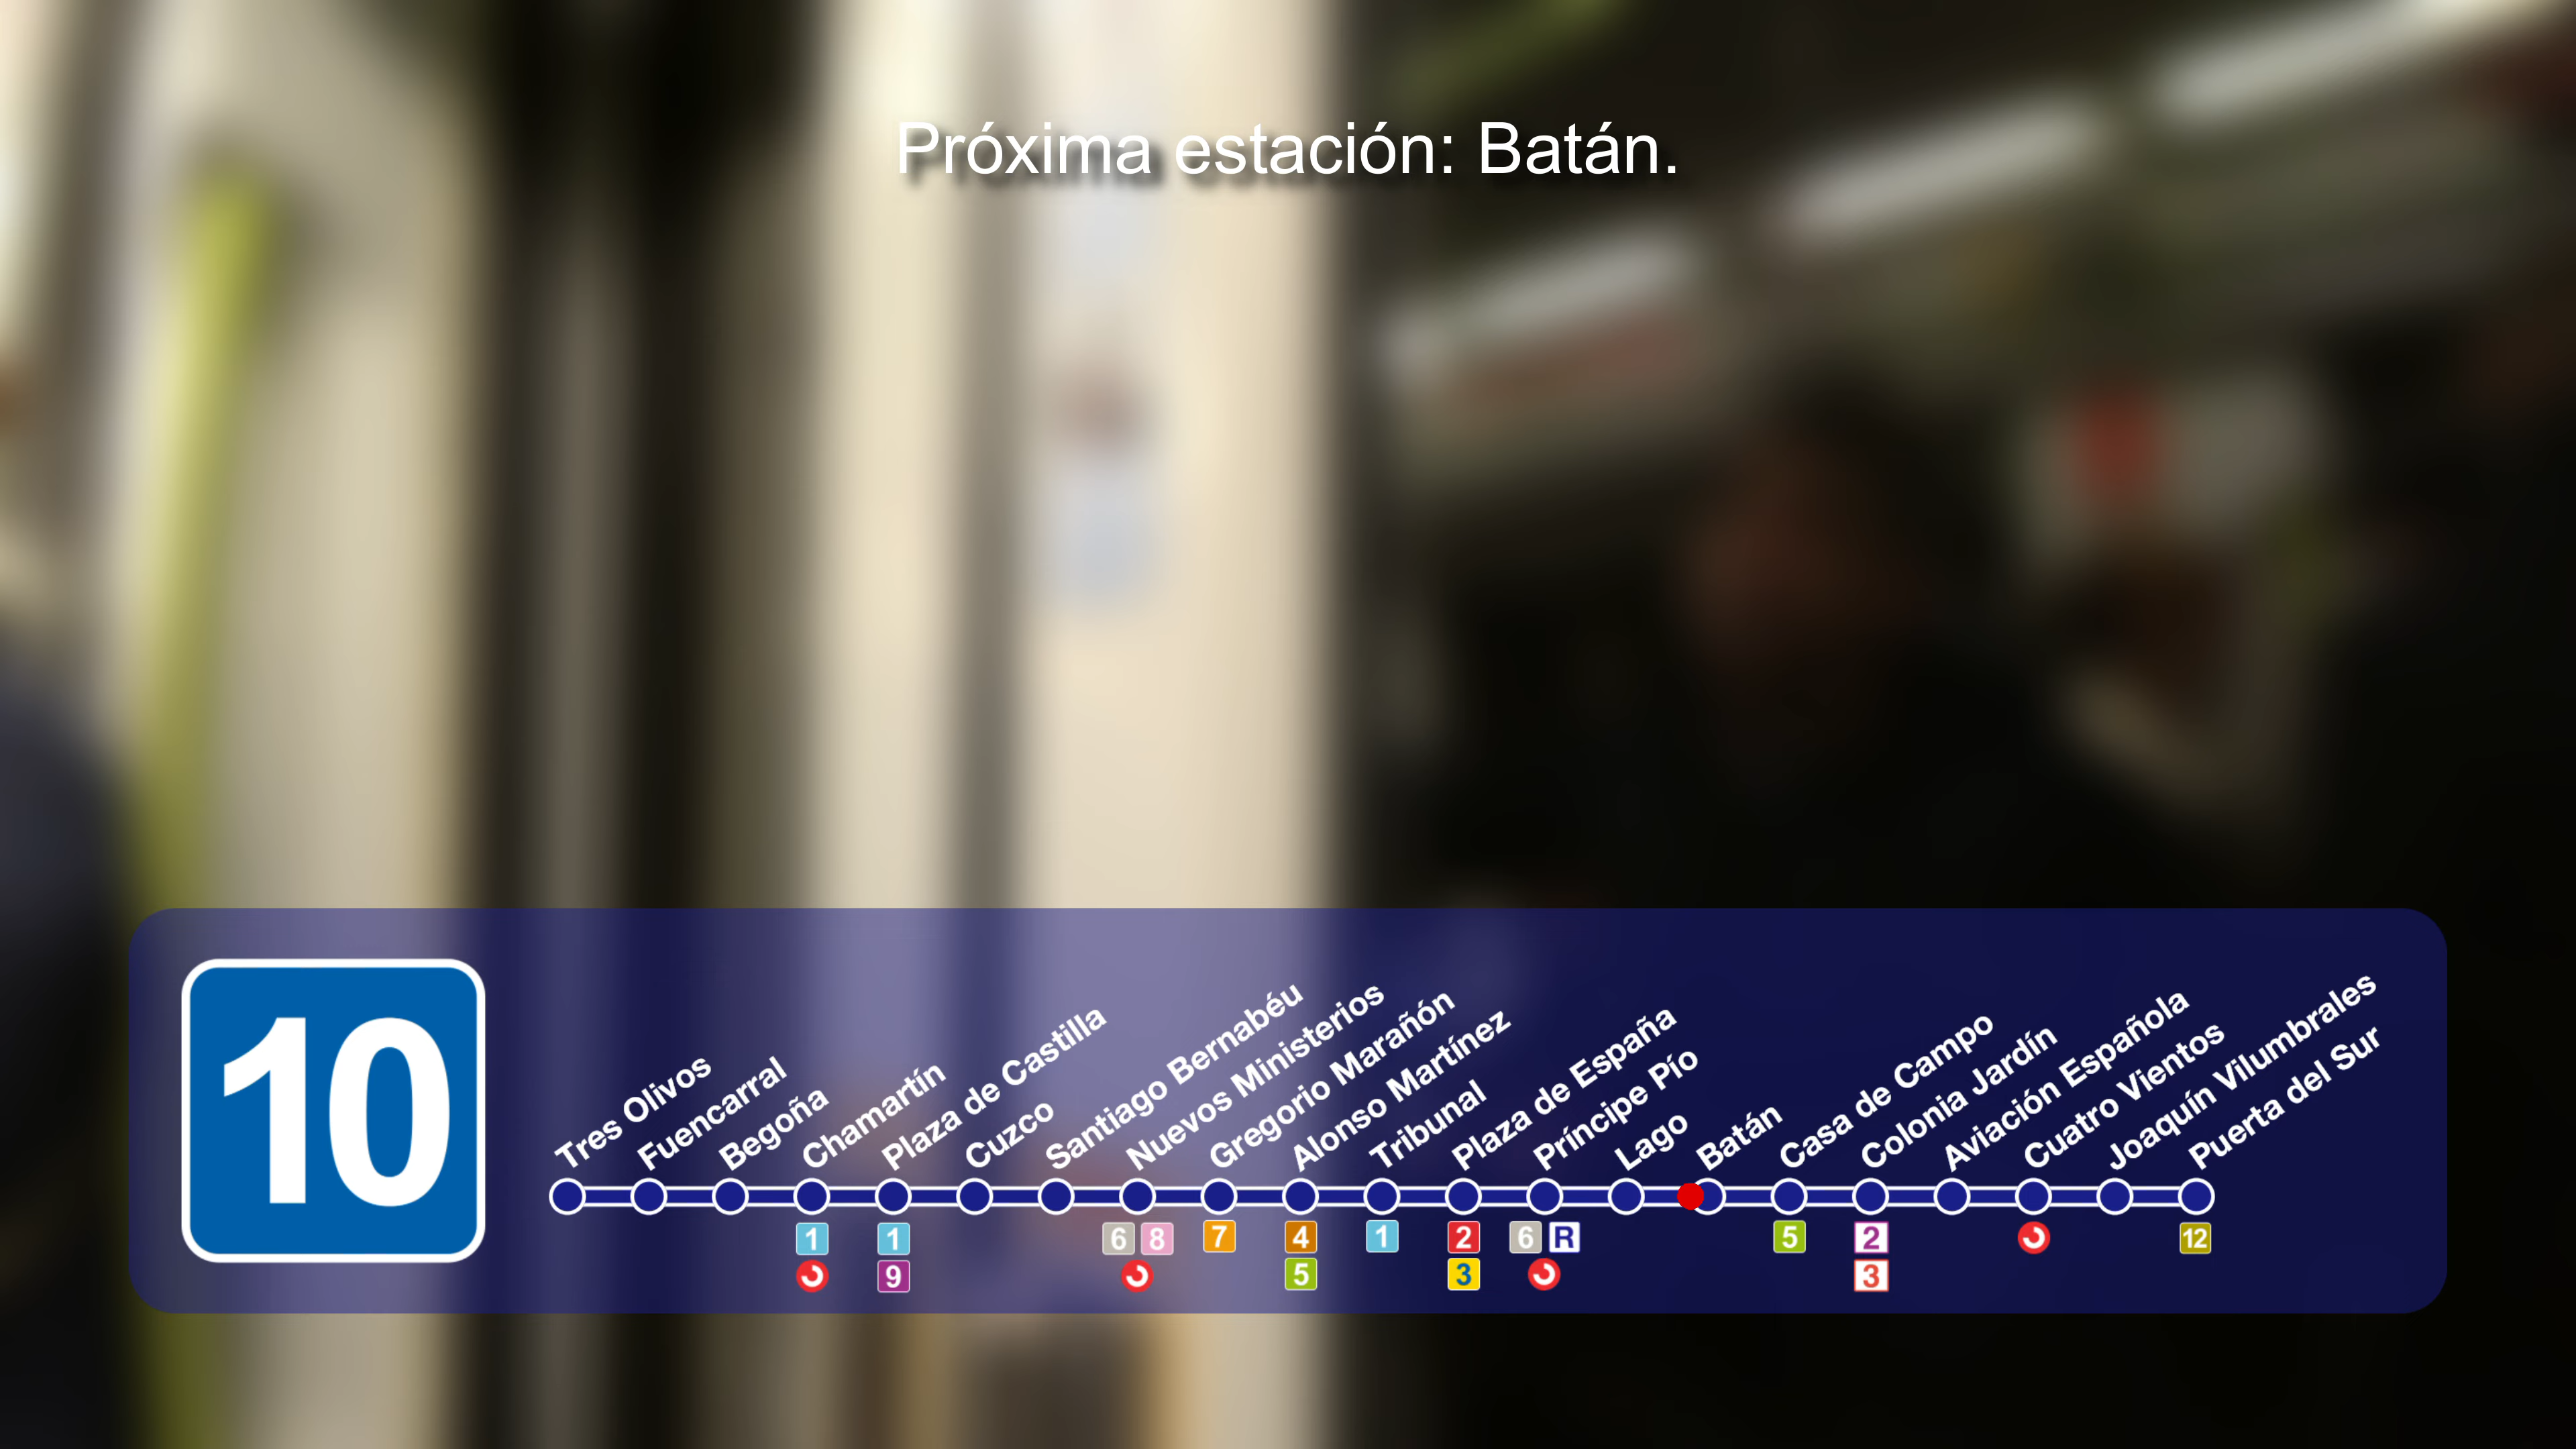 Próxima estación: Batán.
10
Tres Olivos
Fuencarral
Begoña
Chamartín
Plaza de Castilla
Cuzco
Santiago Bernabéu
Nuevos Ministerios
Gregorio Marañón
Alonso Martínez
Tribunal
Plaza de España
Príncipe Pío
Lago
Batán
Casa de Campo
Colonia Jardín
Aviación Española
Cuatro Vientos
Joaquín Vilumbrales
Puerta del Sur
1 1 6 8 7 4 1 2 6 R 5 2 12
9 5 3 3